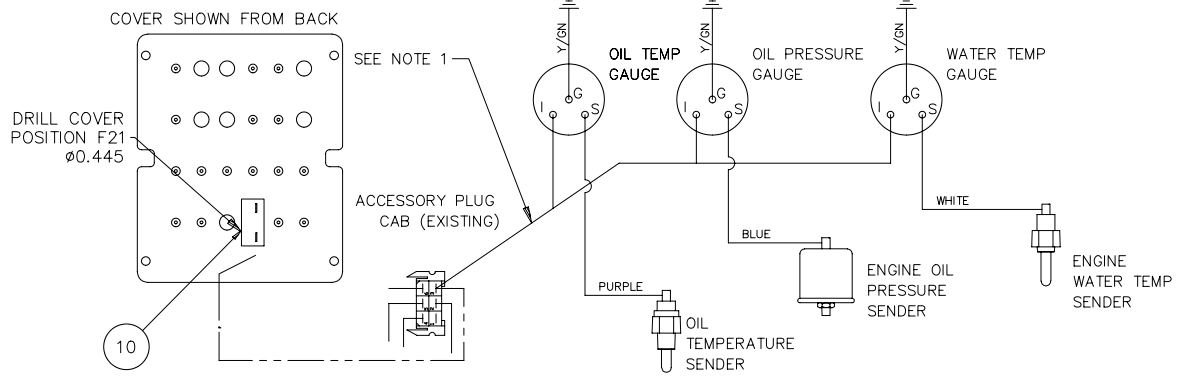 COVER SHOWN FROM BACK
DRILL COVER
POSITION F21
ø0.445
10
SEE NOTE 1
ACCESSORY PLUG
CAB (EXISTING)
Y/GN
OIL TEMP
GAUGE
G
I
S
Y/GN
OIL PRESSURE
GAUGE
G
I
S
Y/GN
WATER TEMP
GAUGE
G
I
S
PURPLE
OIL
TEMPERATURE
SENDER
BLUE
ENGINE OIL
PRESSURE
SENDER
WHITE
ENGINE
WATER TEMP
SENDER